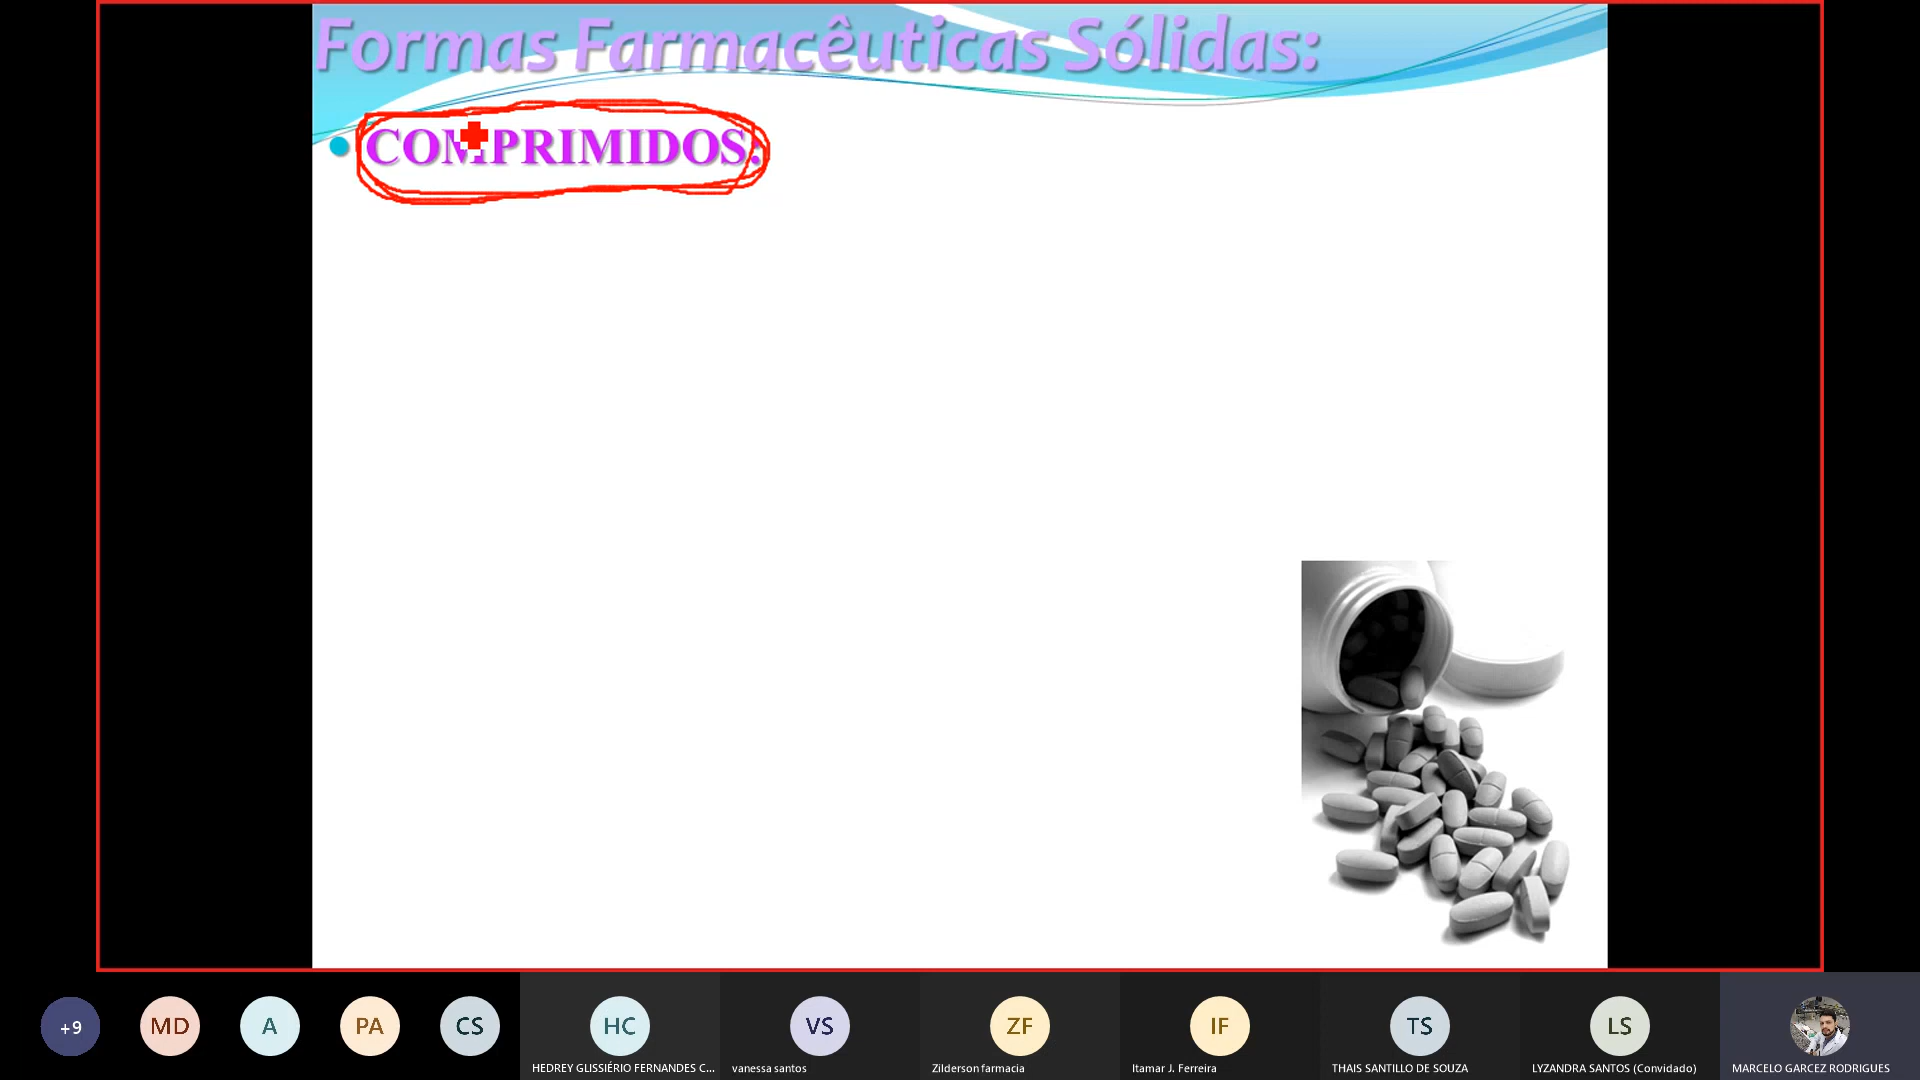 Formas Farmacêuticas Sólidas:
COMPRIMIDOS:
+9
MD
A
PA
CS
HC
VS
ZF
IF
TS
LS
HEDREY GLISSIÉRIO FERNANDES C...
vanessa santos
Zilderson farmacia
Itamar J. Ferreira
THAIS SANTILLO DE SOUZA
LYZANDRA SANTOS (Convidado)
MARCELO GARCEZ RODRIGUES